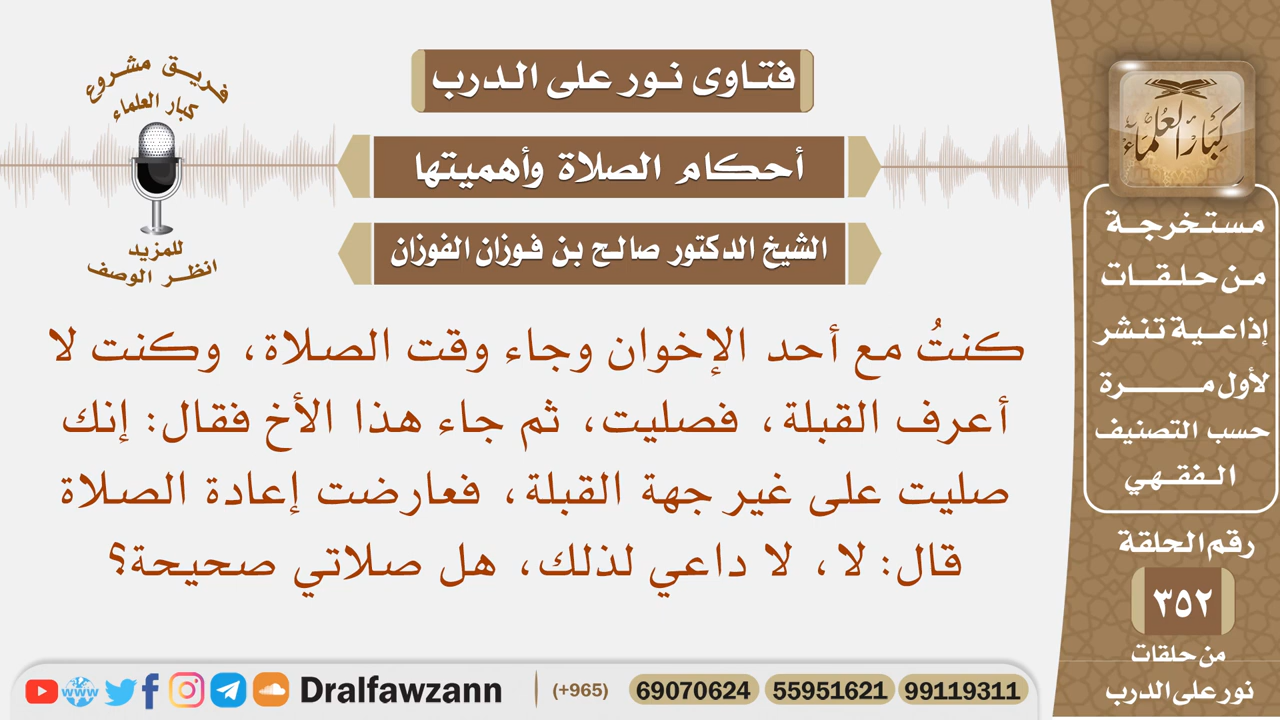 فتاوى نور على الدرب
أحكام الصلاة وأهميتها
الشيخ الدكتور صالح بن فوزان الفوزان
فريق مشروع
كبار العلماء
للمزيد
انظر الوصف
كنتُ مع أحد الإخوان وجاء وقت الصلاة، وكنت لا
أعرف القبلة، فصليت، ثم جاء هذا الأخ فقال: إنك
صليت على غير جهة القبلة، فعارضت إعادة الصلاة
قال: لا، لا داعي لذلك، هل صلاتي صحيحة؟
كبار العلماء
مستخرجة
من حلقات
إذاعية تنشر
لأول مرة
حسب التصنيف
الفقهي
رقم الحلقة
٣٥٢
من حلقات
نور على الدرب
www Dralfawzann (+965) 69070624 55951621 99119311